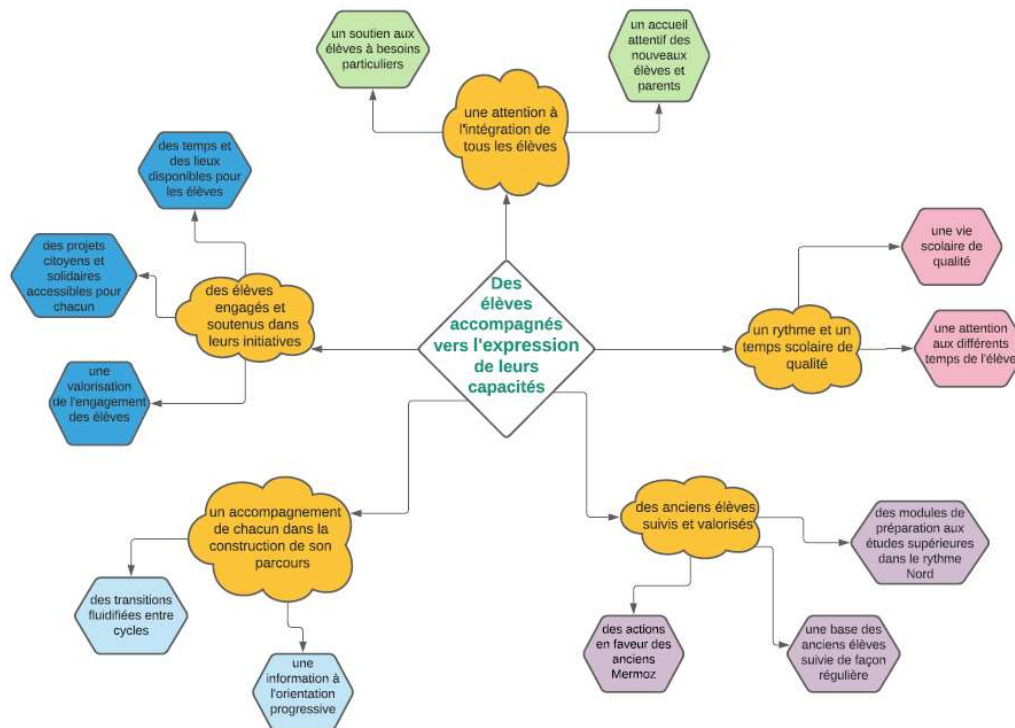 un soutien aux
élèves à besoins
particuliers
un accueil
attentif des
nouveaux
élèves et
parents
une attention à
l'intégration de
tous les élèves
des temps et
des lieux
disponibles pour
les élèves
des projets
citoyens et
solidaires
accessibles pour
chacun
des élèves
engagés et
soutenus dans
leurs initiatives
une
valorisation
de l'engagement
des élèves
Des
élèves
accompagnés
vers l'expression
de leurs
capacités
une vie
scolaire de
qualité
un rythme et un
temps scolaire de
qualité
une attention
aux différents
temps de l'élève
un accompagnement
de chacun dans la
construction de son
parcours
des transitions
fluidifiées entre
cycles
une
information à
l'orientation
progressive
des anciens élèves
suivis et valorisés
des modules de
préparation aux
études supérieures
dans le rythme
Nord
des actions
en faveur des
anciens
Mermoz
une base des
anciens élèves
suivie de façon
régulière